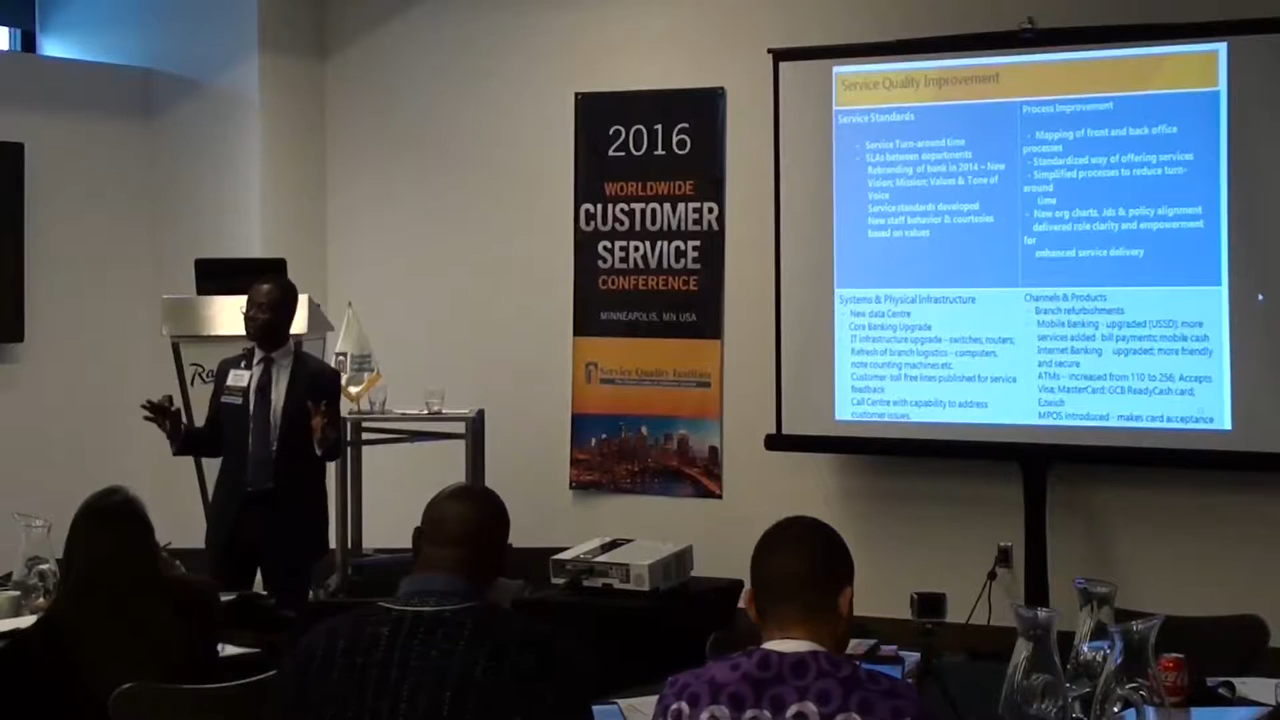 2016
WORLDWIDE
CUSTOMER
SERVICE
CONFERENCE
MINNEAPOLIS, MN USA
Service Quality Institute
Ra
Service Quality Improvement
Service Standards
- Service Turn-around time
- SLAs between departments
Rebranding of bank in 2014 – New
Vision; Mission; Values & Tone of
Voice
Service standards developed
New staff behavior & courtesies
based on values
Process Improvement
- Mapping of front and back office
processes
- Standardized way of offering services
- Simplified processes to reduce turn-
around
time
- New org charts, Jds & policy alignment
delivered role clarity and empowerment
for
enhanced service delivery
Systems & Physical Infrastructure
New data Centre
Core Banking Upgrade
IT infrastructure upgrade – switches, routers;
Refresh of branch logistics – computers,
note counting machines etc.
Customer toll free lines published for service
feedback
Call Centre with capability to address
customer issues.
Channels & Products
Branch refurbishments
Mobile Banking - upgraded (USSD); more
services added - bill payments; mobile cash
Internet Banking - upgraded; more friendly
and secure
ATMs – increased from 110 to 256; Accepts
Visa; MasterCard; GCB ReadyCash card;
Ezwich
MPOS introduced - makes card acceptance